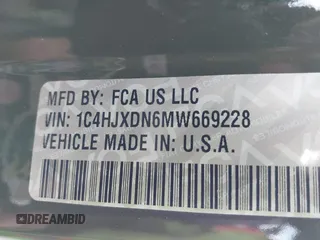 MFD BY: FCA US LLC
VIN: 1C4HJXDN6MW669228
VEHICLE MADE IN: U.S.A.
DREAMBID